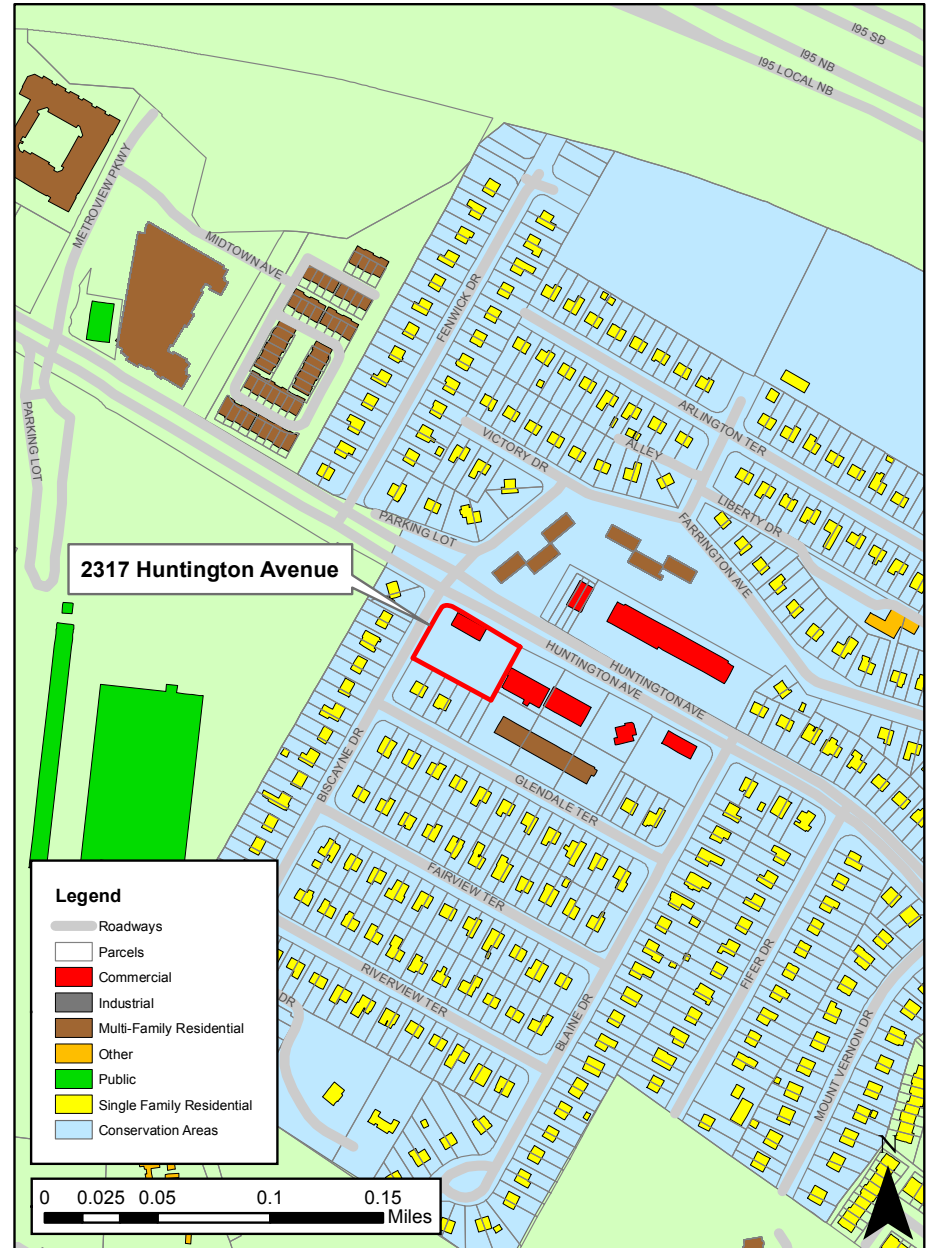 I95 SB
I95 NB
I95 LOCAL NB
METROVIEW PKWY
MIDTOWN AVE
FENWICK DR
PARKING LOT
ARLINGTON TER
VICTORY DR
ALLEY
LIBERTY DR
FARRINGTON AVE
PARKING LOT
2317 Huntington Avenue
HUNTINGTON AVE
HUNTINGTON AVE
BISCAYNE DR
GLENDALE TER
FAIRVIEW TER
RIVERVIEW TER
DR
BLAINE DR
FIFER DR
MOUNT VERNON DR
Legend
Roadways
Parcels
Commercial
Industrial
Multi-Family Residential
Other
Public
Single Family Residential
Conservation Areas
N
0 0.025 0.05 0.1 0.15
Miles